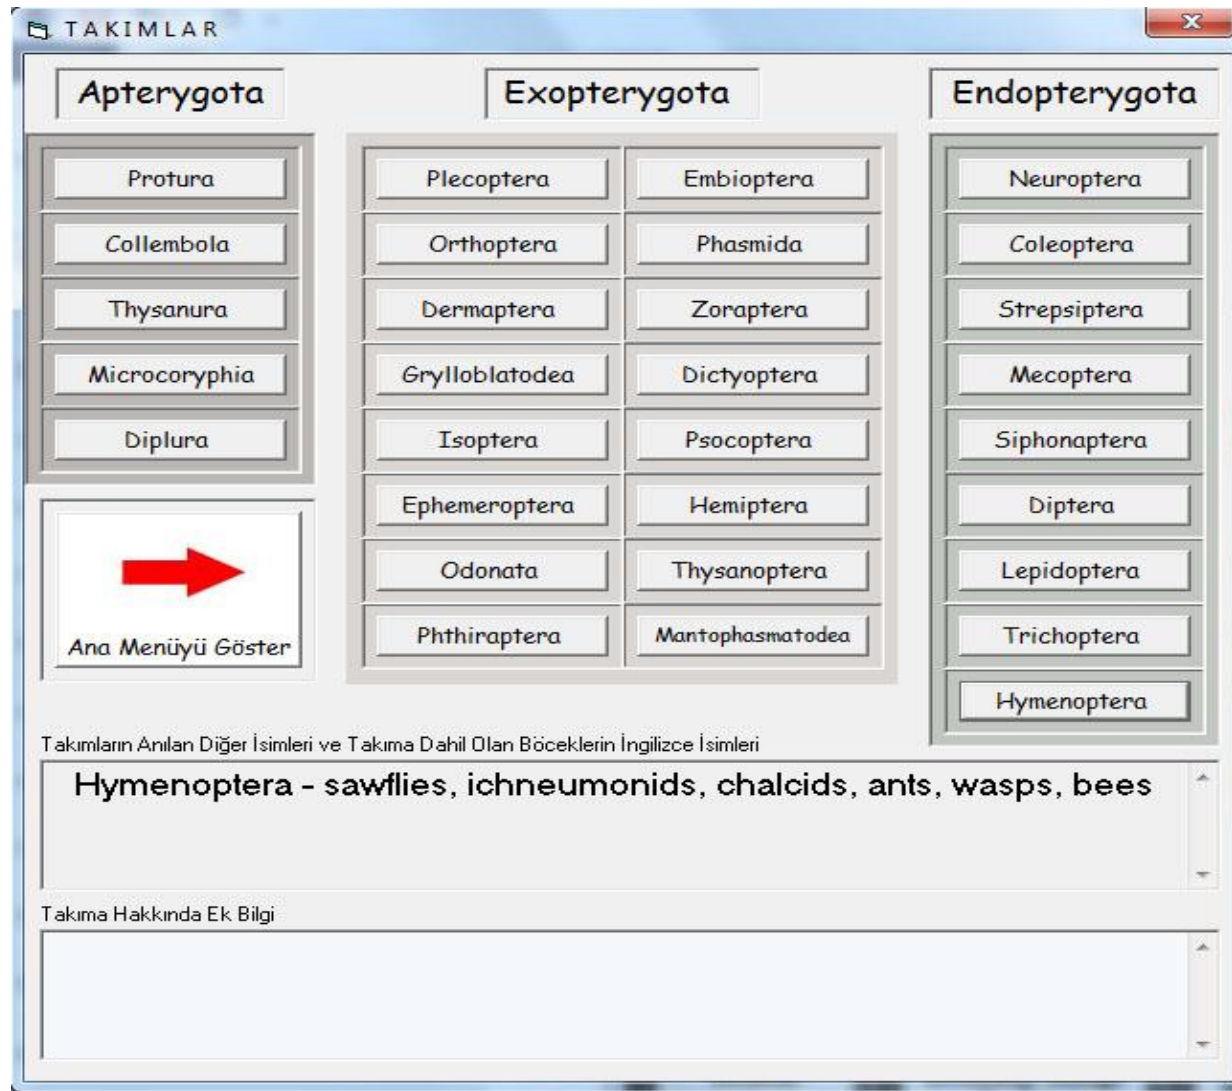 TAKIMLAR
Apterygota
Exopterygota
Endopterygota
Protura
Collembola
Thysanura
Microcoryphia
Diplura
Ana Menüyü Göster
Plecoptera
Embioptera
Orthoptera
Phasmida
Dermaptera
Zoraptera
Grylloblatodea
Dictyoptera
Isoptera
Psocoptera
Ephemeroptera
Hemiptera
Odonata
Thysanoptera
Phthiraptera
Mantophasmatodea
Neuroptera
Coleoptera
Strepsiptera
Mecoptera
Siphonaptera
Diptera
Lepidoptera
Trichoptera
Hymenoptera
Takımların Anılan Diğer İsimleri ve Takıma Dahil Olan Böceklerin İngilizce İsimleri
Hymenoptera - sawflies, ichneumonids, chalcids, ants, wasps, bees
Takıma Hakkında Ek Bilgi